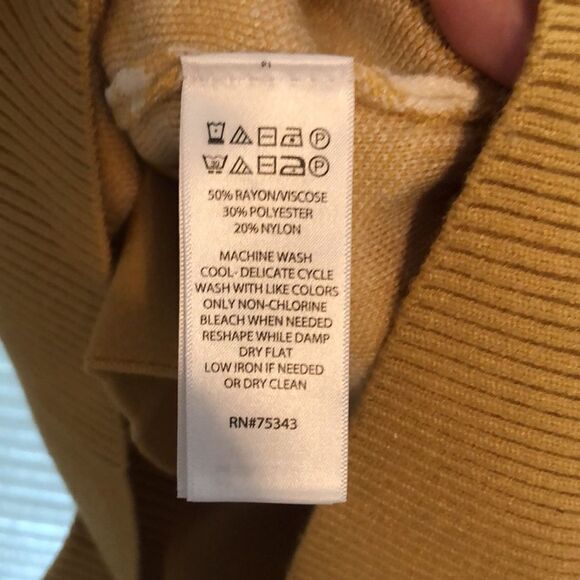 P P
30 P
50% RAYON/VISCOSE
30% POLYESTER
20% NYLON
MACHINE WASH
COOL- DELICATE CYCLE
WASH WITH LIKE COLORS
ONLY NON-CHLORINE
BLEACH WHEN NEEDED
RESHAPE WHILE DAMP
DRY FLAT
LOW IRON IF NEEDED
OR DRY CLEAN
RN#75343